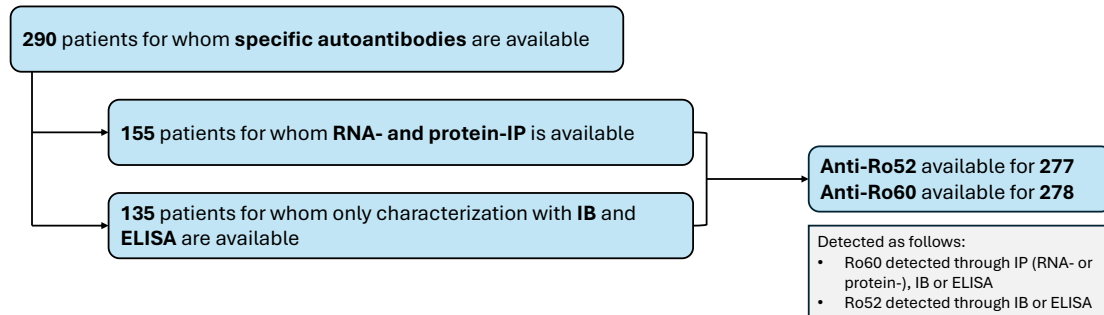 290 patients for whom specific autoantibodies are available
155 patients for whom RNA- and protein-IP is available
135 patients for whom only characterization with IB and
ELISA are available
Anti-Ro52 available for 277
Anti-Ro60 available for 278
Detected as follows:
• Ro60 detected through IP (RNA- or
protein-), IB or ELISA
• Ro52 detected through IB or ELISA